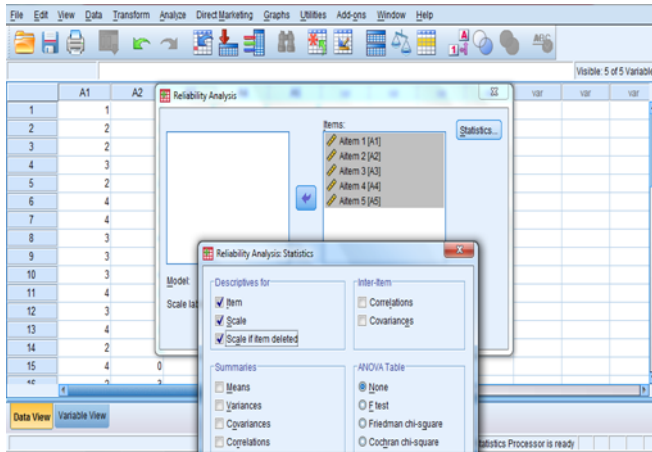 File Edit View Data Transform Analyze Direct Marketing Graphs Utilities Add-ons Window Help
Visible: 5 of 5 Variable
A1 A2 var var var
1 1
2 2
3 2
4 3
5 2
6 4
7 4
8 3
9 3
10 3
11 4
12 3
13 4
14 2
15 4 0
Reliability Analysis
Items:
Aitem 1 [A1]
Aitem 2 [A2]
Aitem 3 [A3]
Aitem 4 [A4]
Aitem 5 [A5]
Statistics...
Model:
Scale lab
Reliability Analysis: Statistics
Descriptives for
Item
Scale
Scale if item deleted
Inter-Item
Correlations
Covariances
Summaries
Means
Variances
Covariances
Correlations
ANOVA Table
None
F test
Friedman chi-square
Cochran chi-square
Data View Variable View
Processor is ready